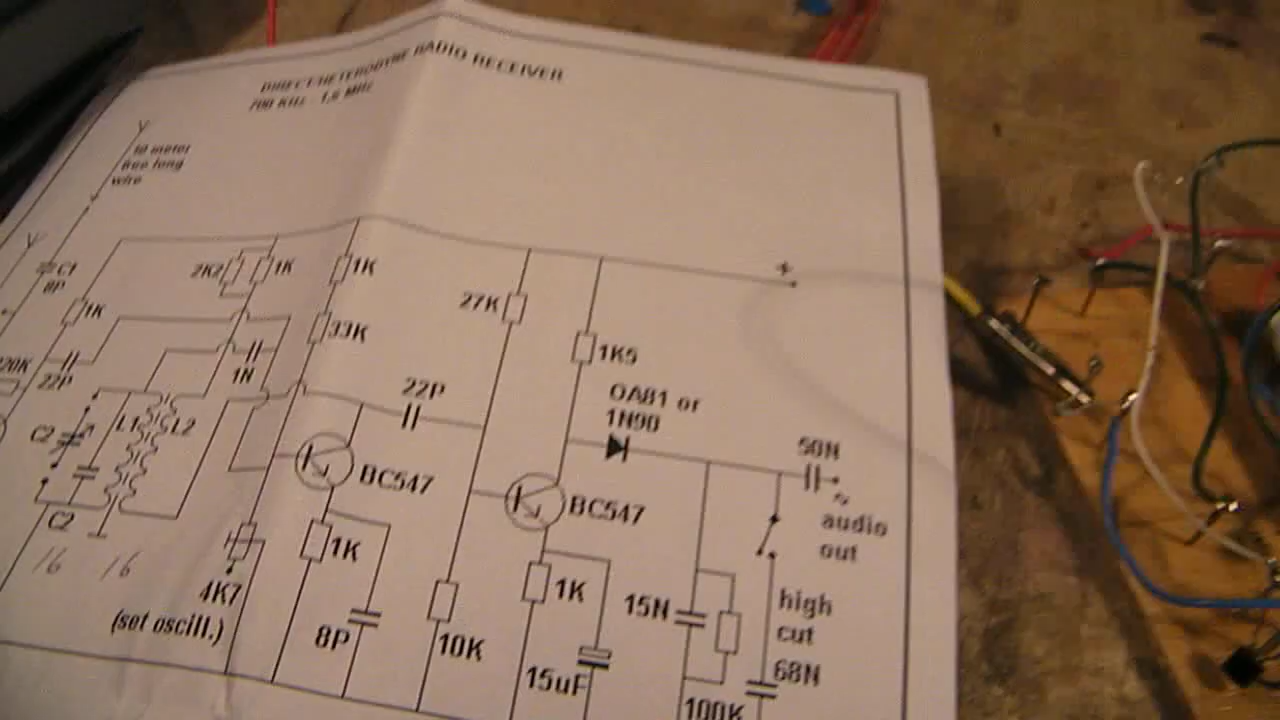 DIRECT/HETERODYNE RADIO RECEIVER
700 KHz - 1,6 MHz
10 meter
free long
wire
C1
8P
1K
2K2
1K
1K
27K
33K
1K5
20K
22P
1N
22P
OA81 or
1N90
C2
L1
L2
50N
BC547
BC547
audio
out
C2
16
16
1K
1K
4K7
(set oscill.)
15N
high
cut
8P
10K
15uF
68N
100K
+